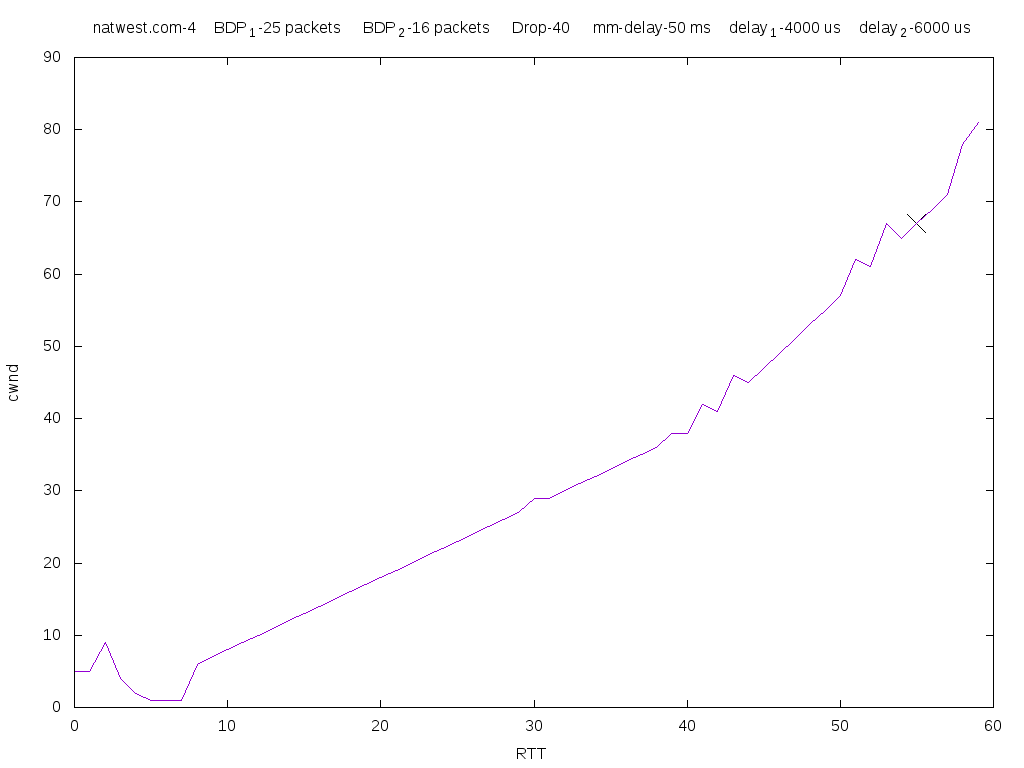 natwest.com-4 BDP1-25 packets BDP2-16 packets Drop-40 mm-delay-50 ms delay1-4000 us delay2-6000 us
90
80
70
60
50
40
30
20
10
0
cwnd
0 10 20 30 40 50 60
RTT